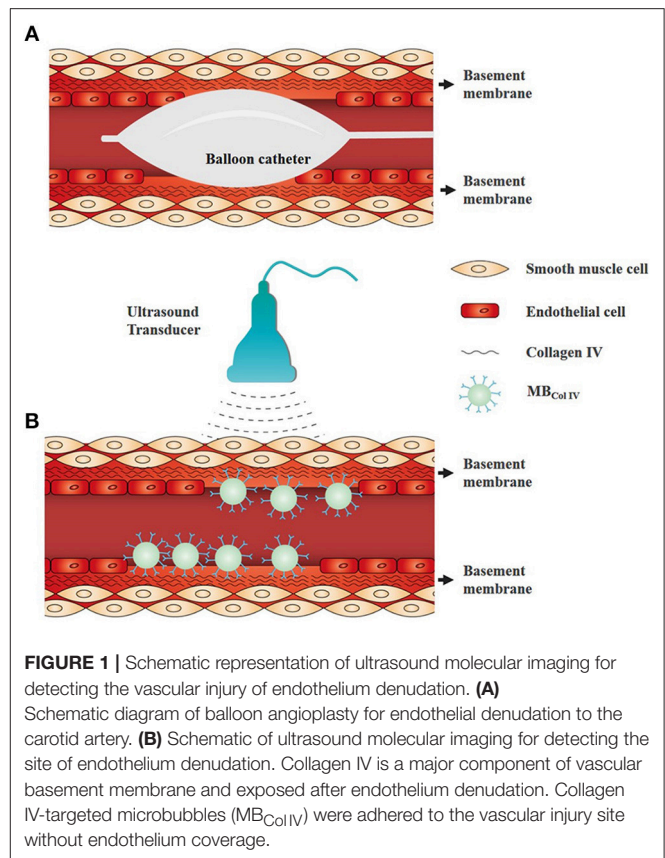 A
Basement
membrane
Balloon catheter
Basement
membrane
Ultrasound
Transducer
Smooth muscle cell
Endothelial cell
Collagen IV
MBCol IV
B
Basement
membrane
Basement
membrane
FIGURE 1 | Schematic representation of ultrasound molecular imaging for
detecting the vascular injury of endothelium denudation. (A)
Schematic diagram of balloon angioplasty for endothelial denudation to the
carotid artery. (B) Schematic of ultrasound molecular imaging for detecting the
site of endothelium denudation. Collagen IV is a major component of vascular
basement membrane and exposed after endothelium denudation. Collagen
IV-targeted microbubbles (MBCol IV) were adhered to the vascular injury site
without endothelium coverage.